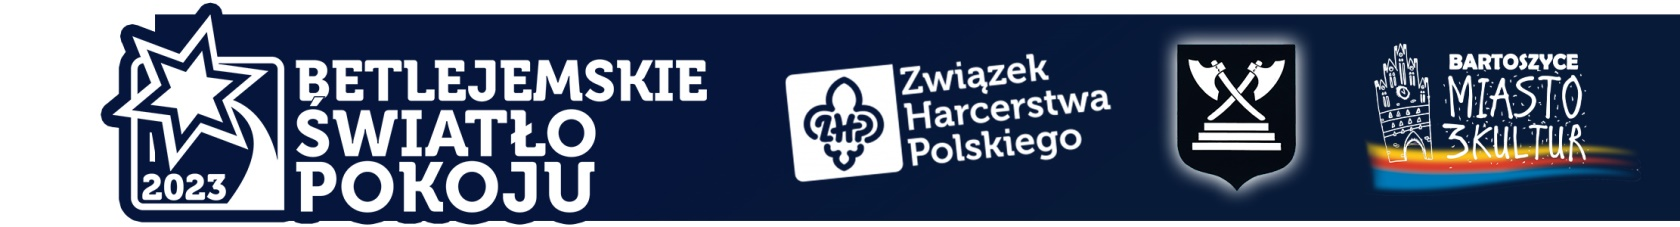 2023
BETLEJEMSKIE
ŚWIATŁO
POKOJU
ZHP
Związek
Harcerstwa
Polskiego
BARTOSZYCE
MIASTO
3KULTUR